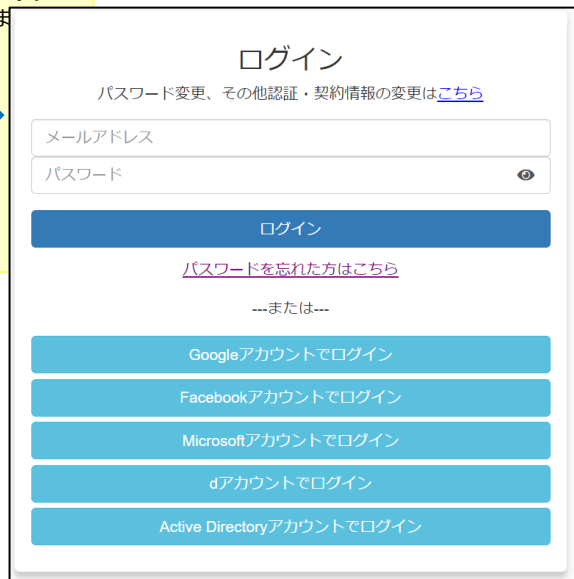 ま
ログイン
パスワード変更、その他認証・契約情報の変更はこちら
メールアドレス
パスワード
ログイン
パスワードを忘れた方はこちら
---または---
Googleアカウントでログイン
Facebookアカウントでログイン
Microsoftアカウントでログイン
dアカウントでログイン
Active Directoryアカウントでログイン